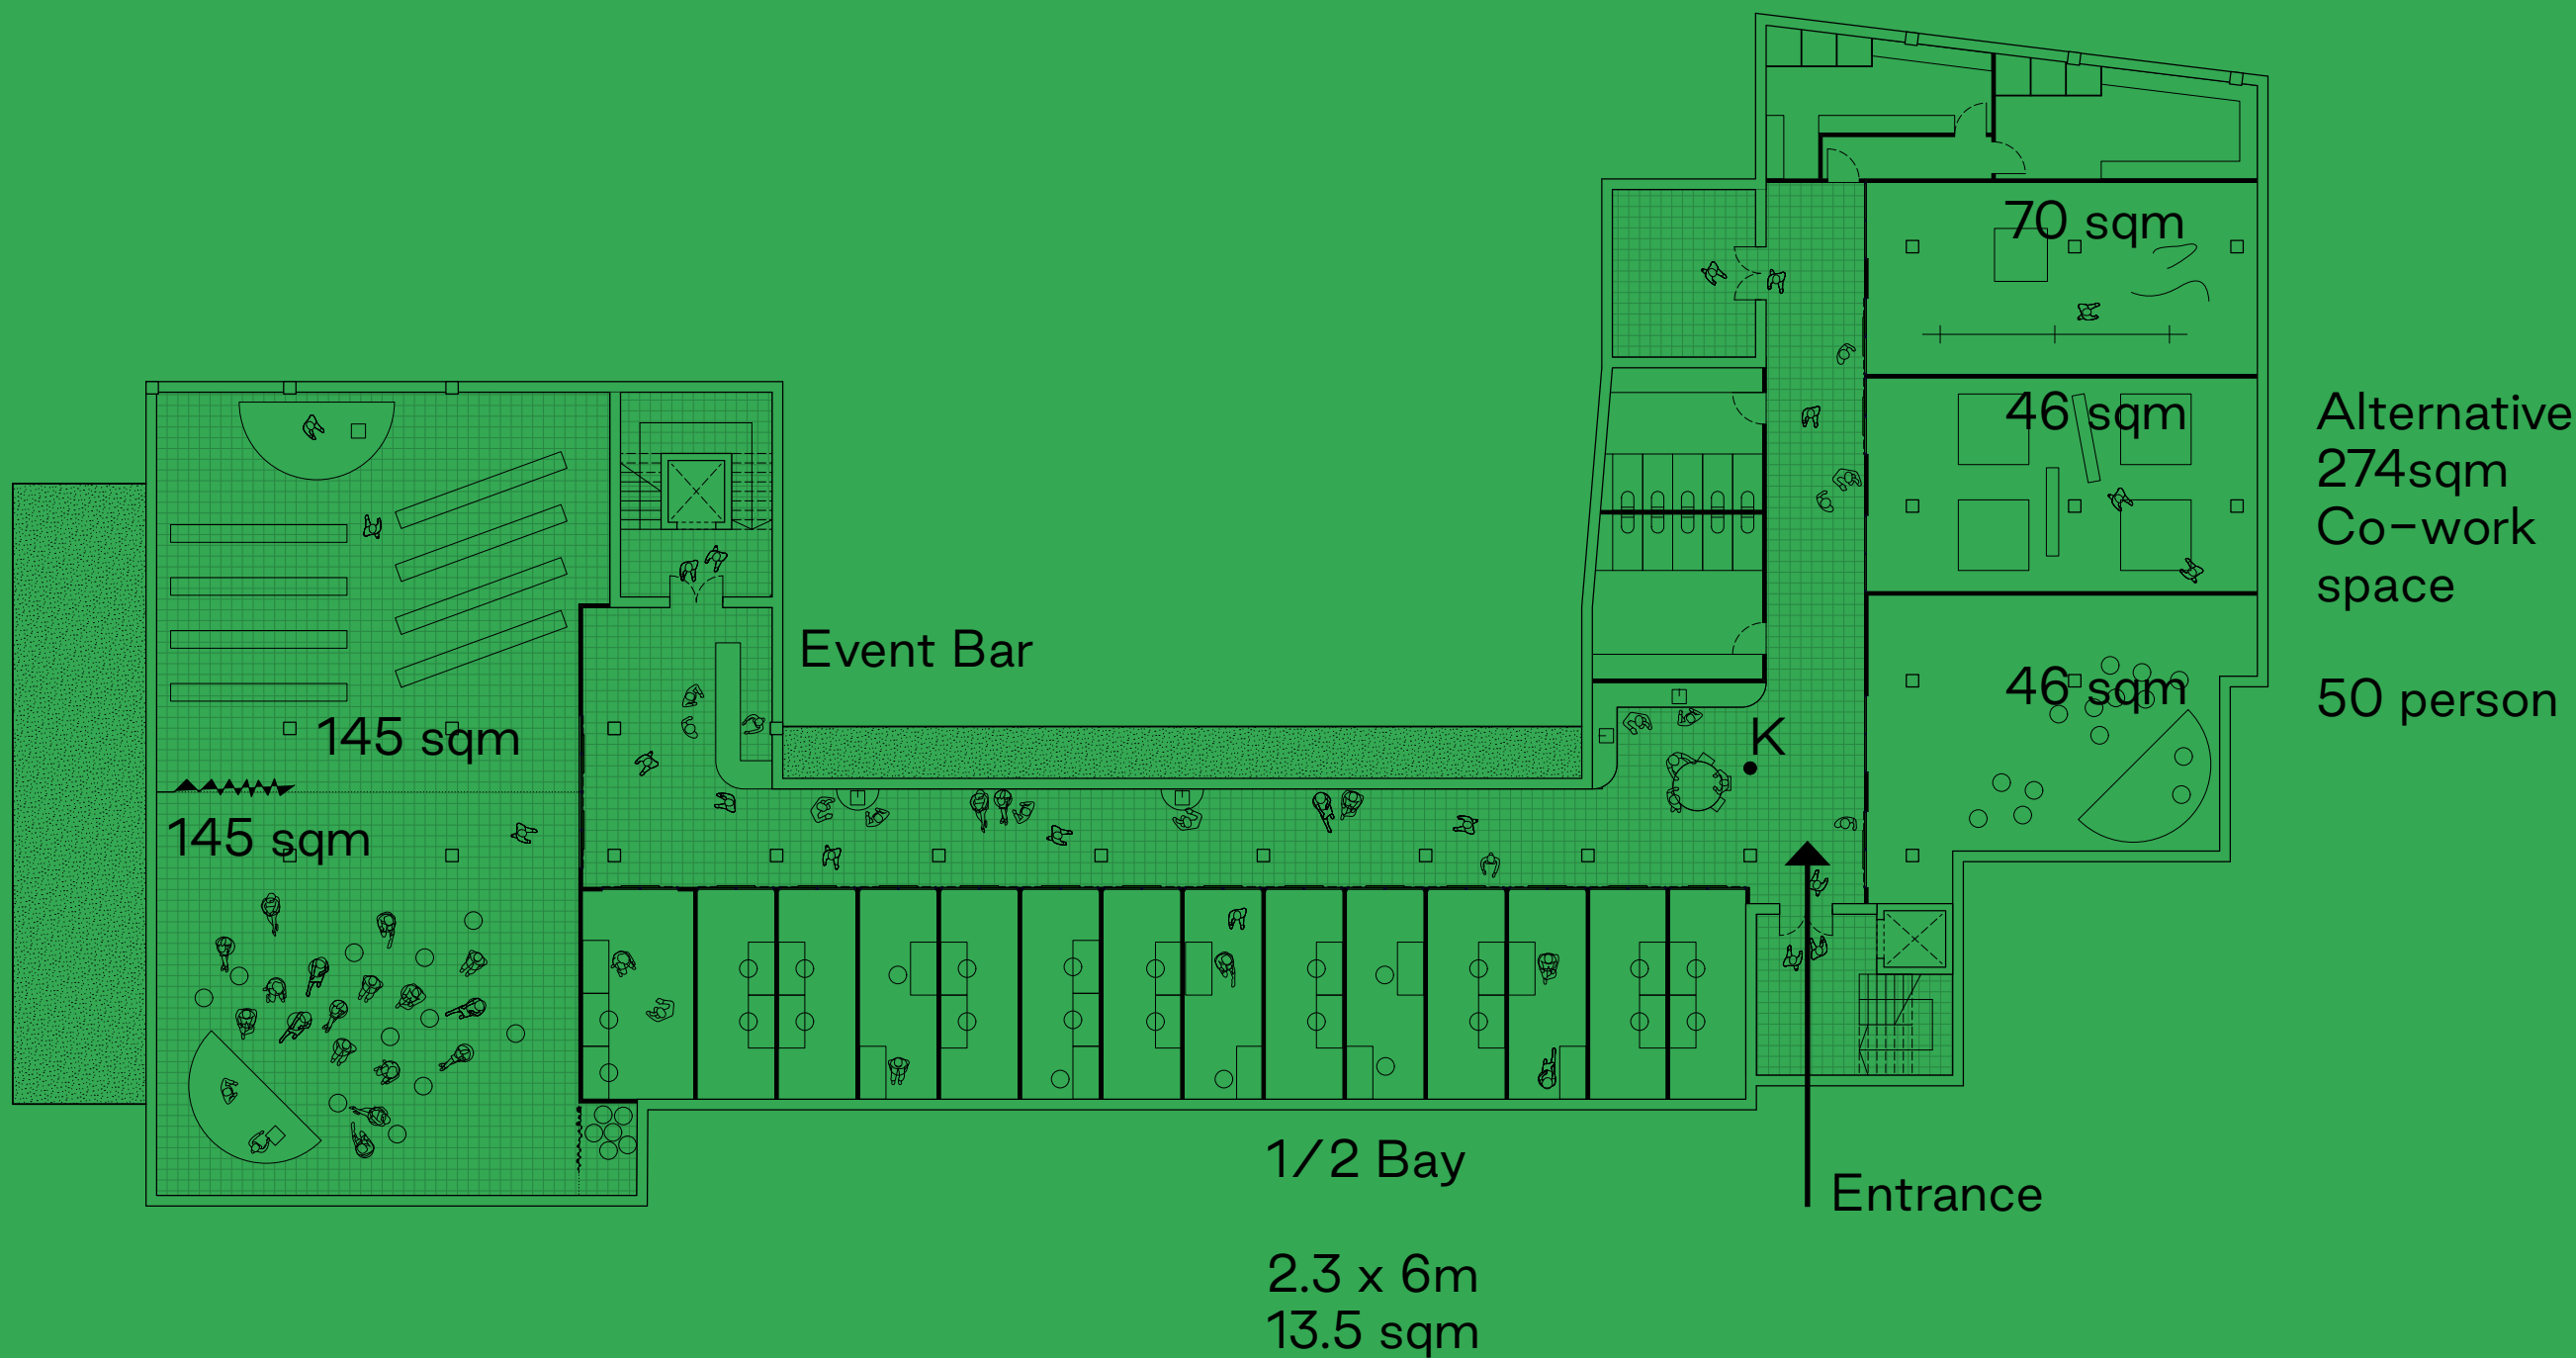 70 sqm
46 sqm
Alternative
274sqm
Co-work
space
50 person
46 sqm
Event Bar
145 sqm
K
145 sqm
1/2 Bay
Entrance
2.3 x 6m
13.5 sqm